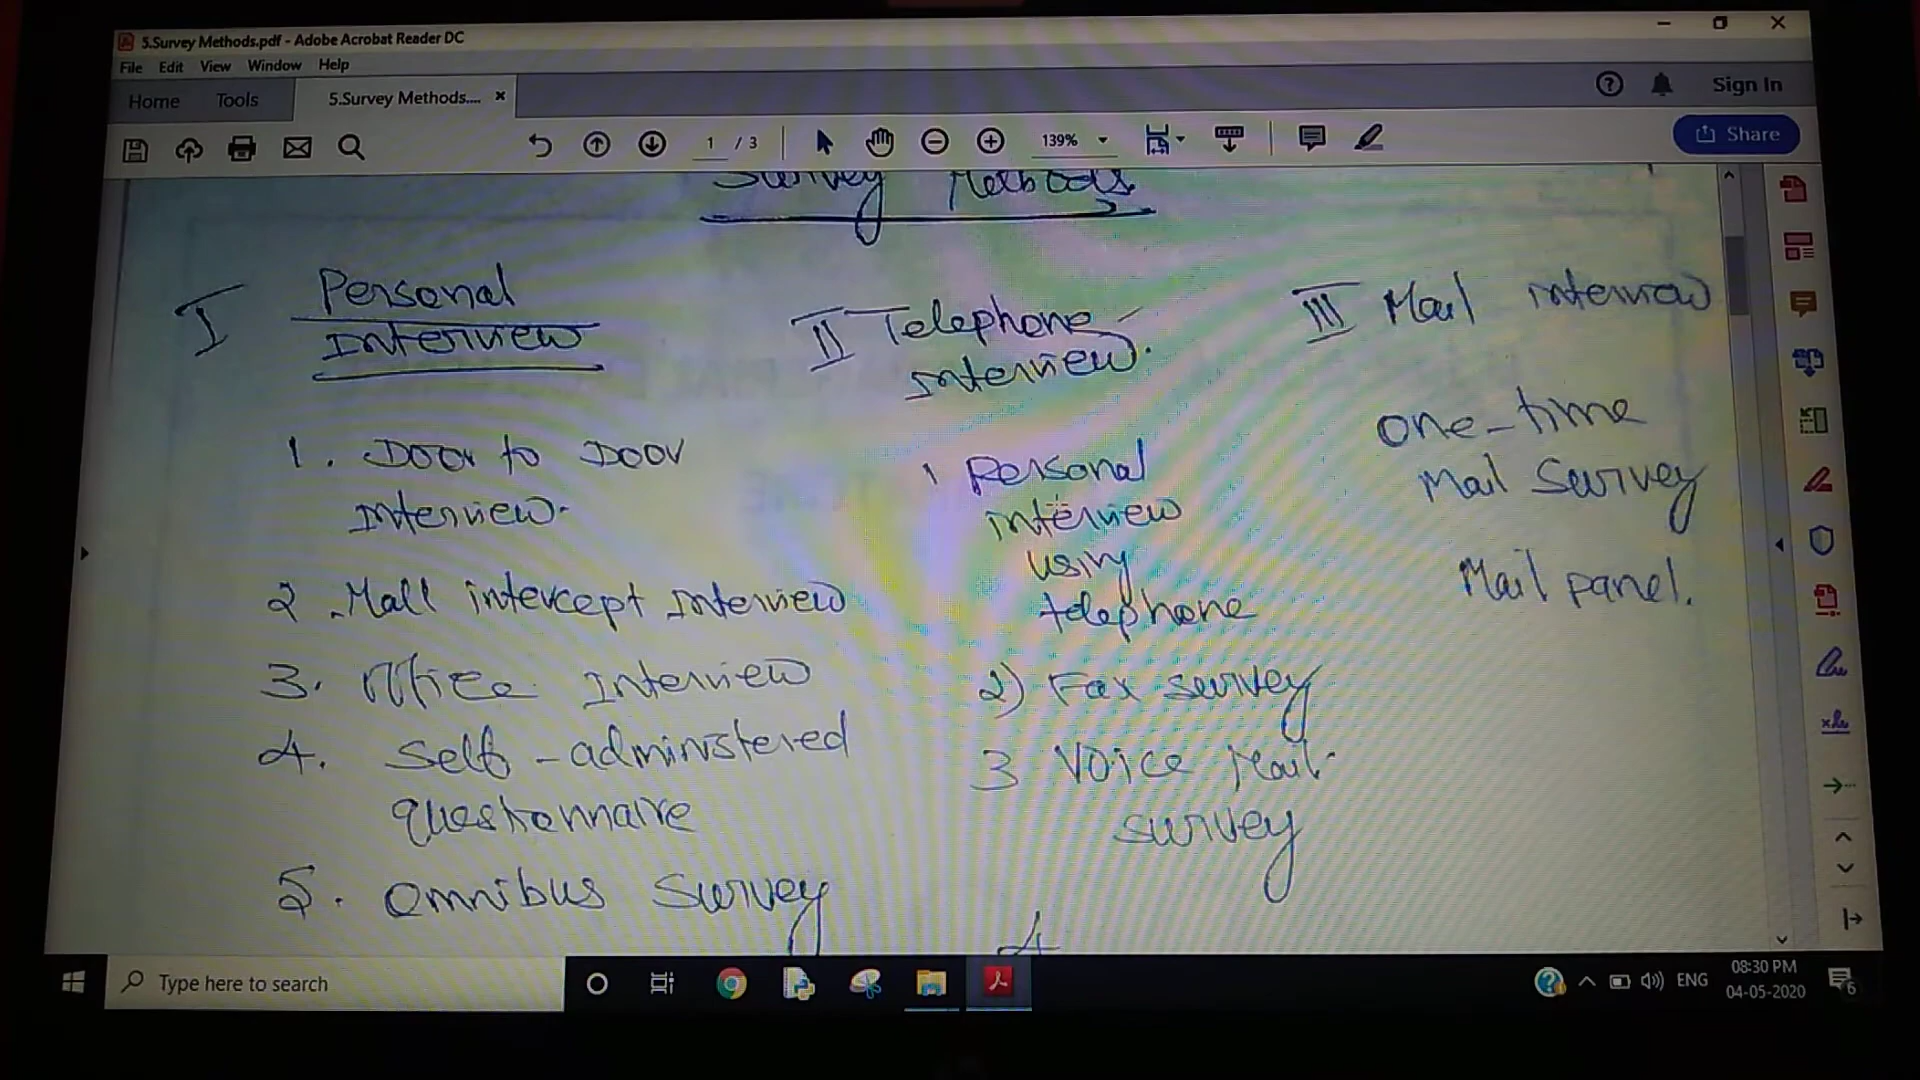 5.Survey Methods.pdf - Adobe Acrobat Reader DC
File Edit View Window Help
Home Tools 5.Survey Methods.... ×
Sign In
1 / 3
139%
Share
Survey Methods
I Personal
Interview
II Telephone
interview.
III Mail interview
1. Door to Door
Interview.
2. Mall intercept Interview
3. Office Interview
4. Self-administered
questionnaire
5. Omnibus Survey
1 Personal
interview
using
telephone
2) Fax survey
3 Voice Mail
survey
4
one-time
Mail Survey
Mail panel.
Type here to search
ENG
08:30 PM
04-05-2020
6